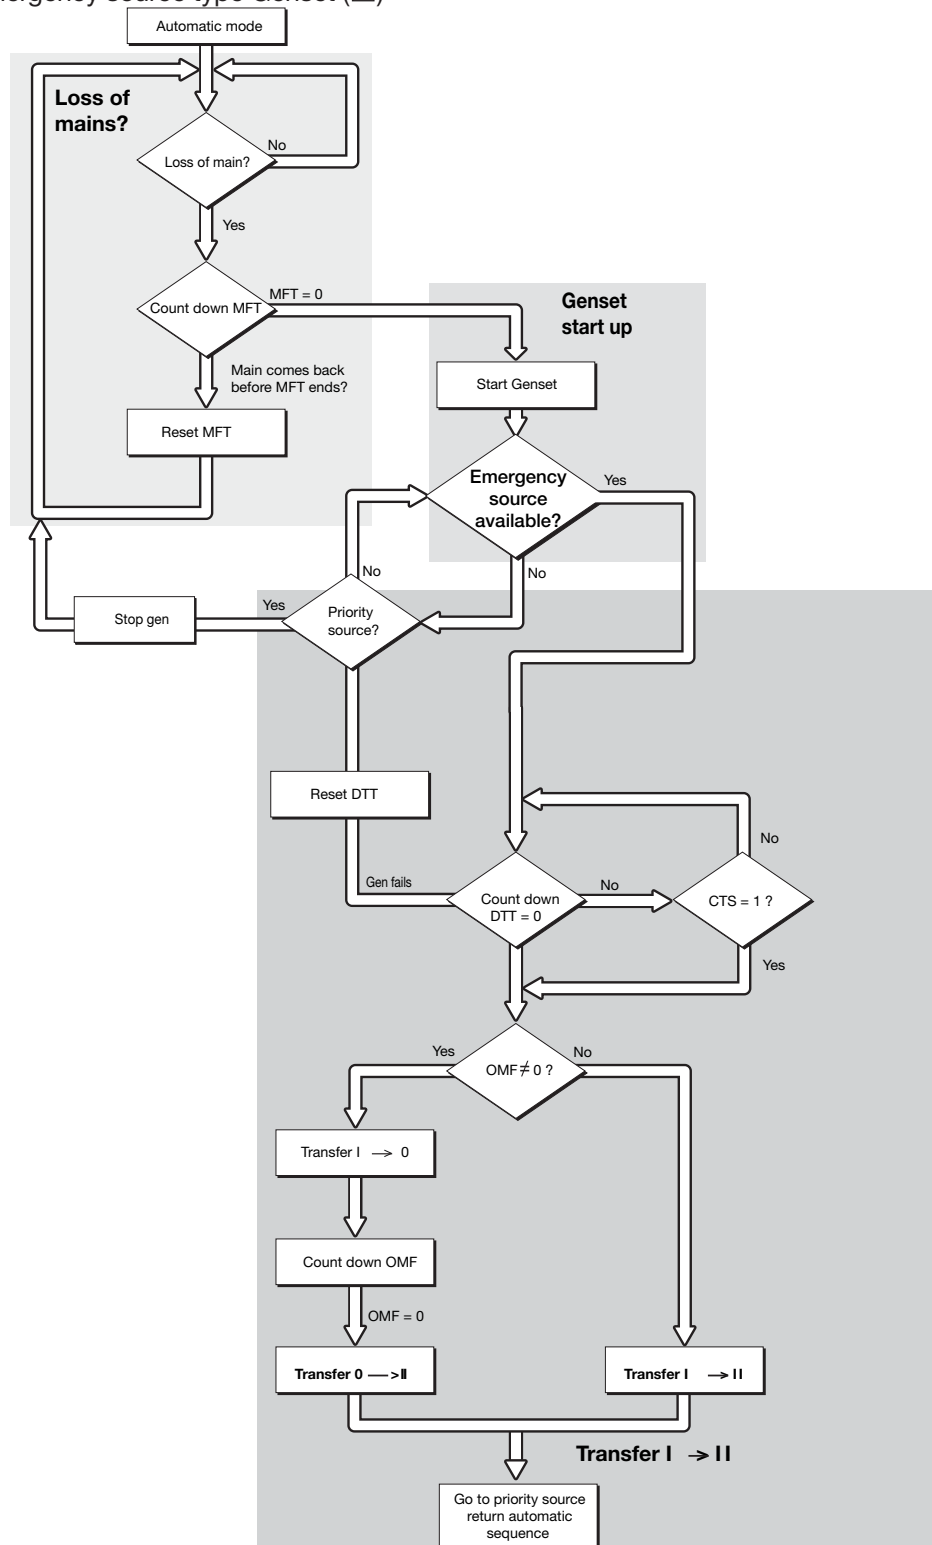 ergency source type Genset
Automatic mode
Loss of
mains?
Loss of main?
No
Yes
Count down MFT
MFT = 0
Main comes back
before MFT ends?
Reset MFT
Genset
start up
Start Genset
Emergency
source
available?
Yes
No
No
Priority
source?
Yes
Stop gen
Reset DTT
Gen fails
Count down
DTT = 0
No
CTS = 1 ?
No
Yes
OMF ≠ 0 ?
Yes
No
Transfer I → 0
Count down OMF
OMF = 0
Transfer 0 —>II
Transfer I → II
Transfer I → II
Go to priority source
return automatic
sequence